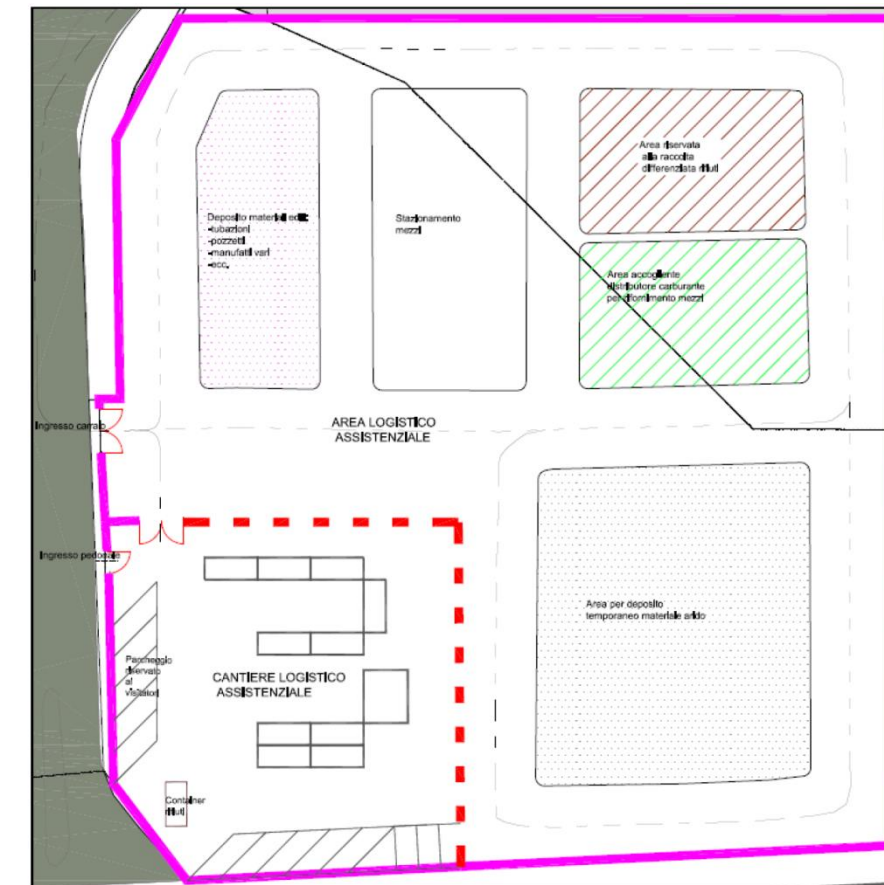 Area riservata
alla raccolta
differenziata rifiuti
Deposito materiali edili:
-tubazioni
-pozzetti
-manufatti vari
-ecc.
Stazionamento
mezzi
Area accogliente
distributore carburante
per rifornimento mezzi
AREA LOGISTICO
ASSISTENZIALE
Ingresso carraio
Ingresso pedonale
Area per deposito
temporaneo materiale arido
Parcheggio
riservato
ai
visitatori
CANTIERE LOGISTICO
ASSISTENZIALE
Container
rifiuti